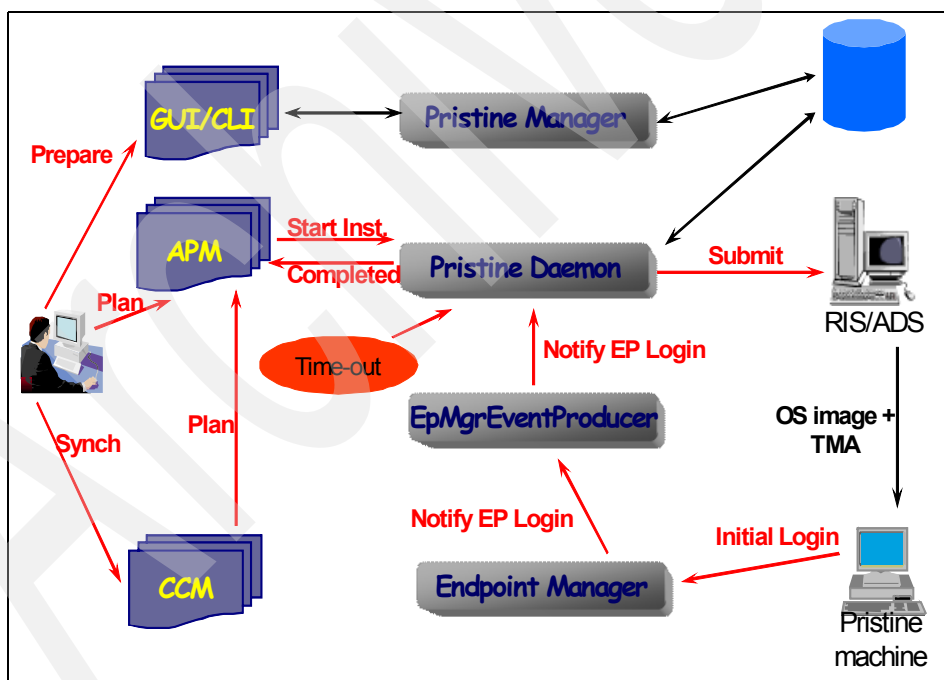 GUI/CLI
Pristine Manager
Prepare
APM
Start Inst.
Completed
Pristine Daemon
Submit
RIS/ADS
Plan
Time-out
Notify EP Login
EpMgrEventProducer
OS image +
TMA
Synch
Plan
Notify EP Login
Initial Login
CCM
Endpoint Manager
Pristine
machine